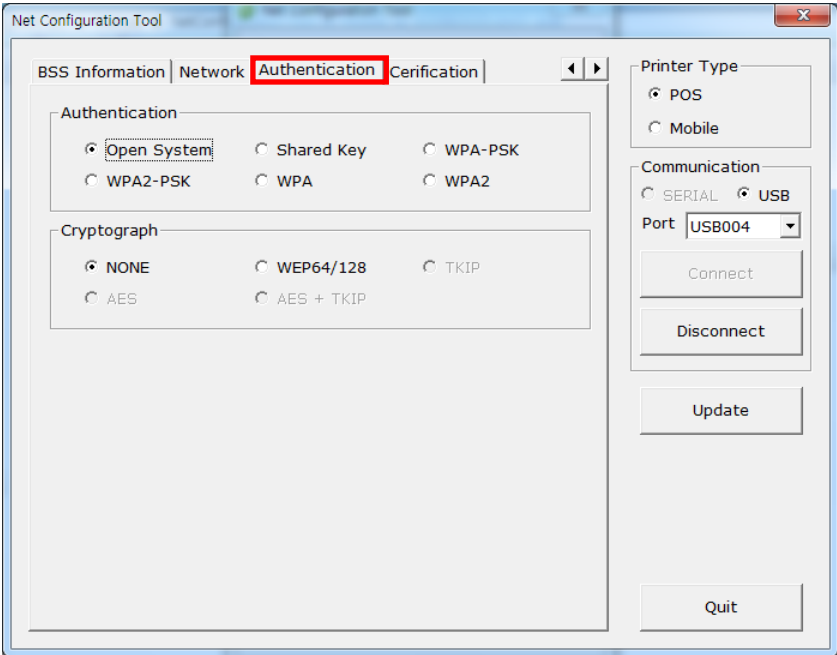 Net Configuration Tool
BSS Information Network Authentication Cerification
Authentication
Open System Shared Key WPA-PSK
WPA2-PSK WPA WPA2
Cryptograph
NONE WEP64/128 TKIP
AES AES + TKIP
Printer Type
POS
Mobile
Communication
SERIAL USB
Port USB004
Connect
Disconnect
Update
Quit